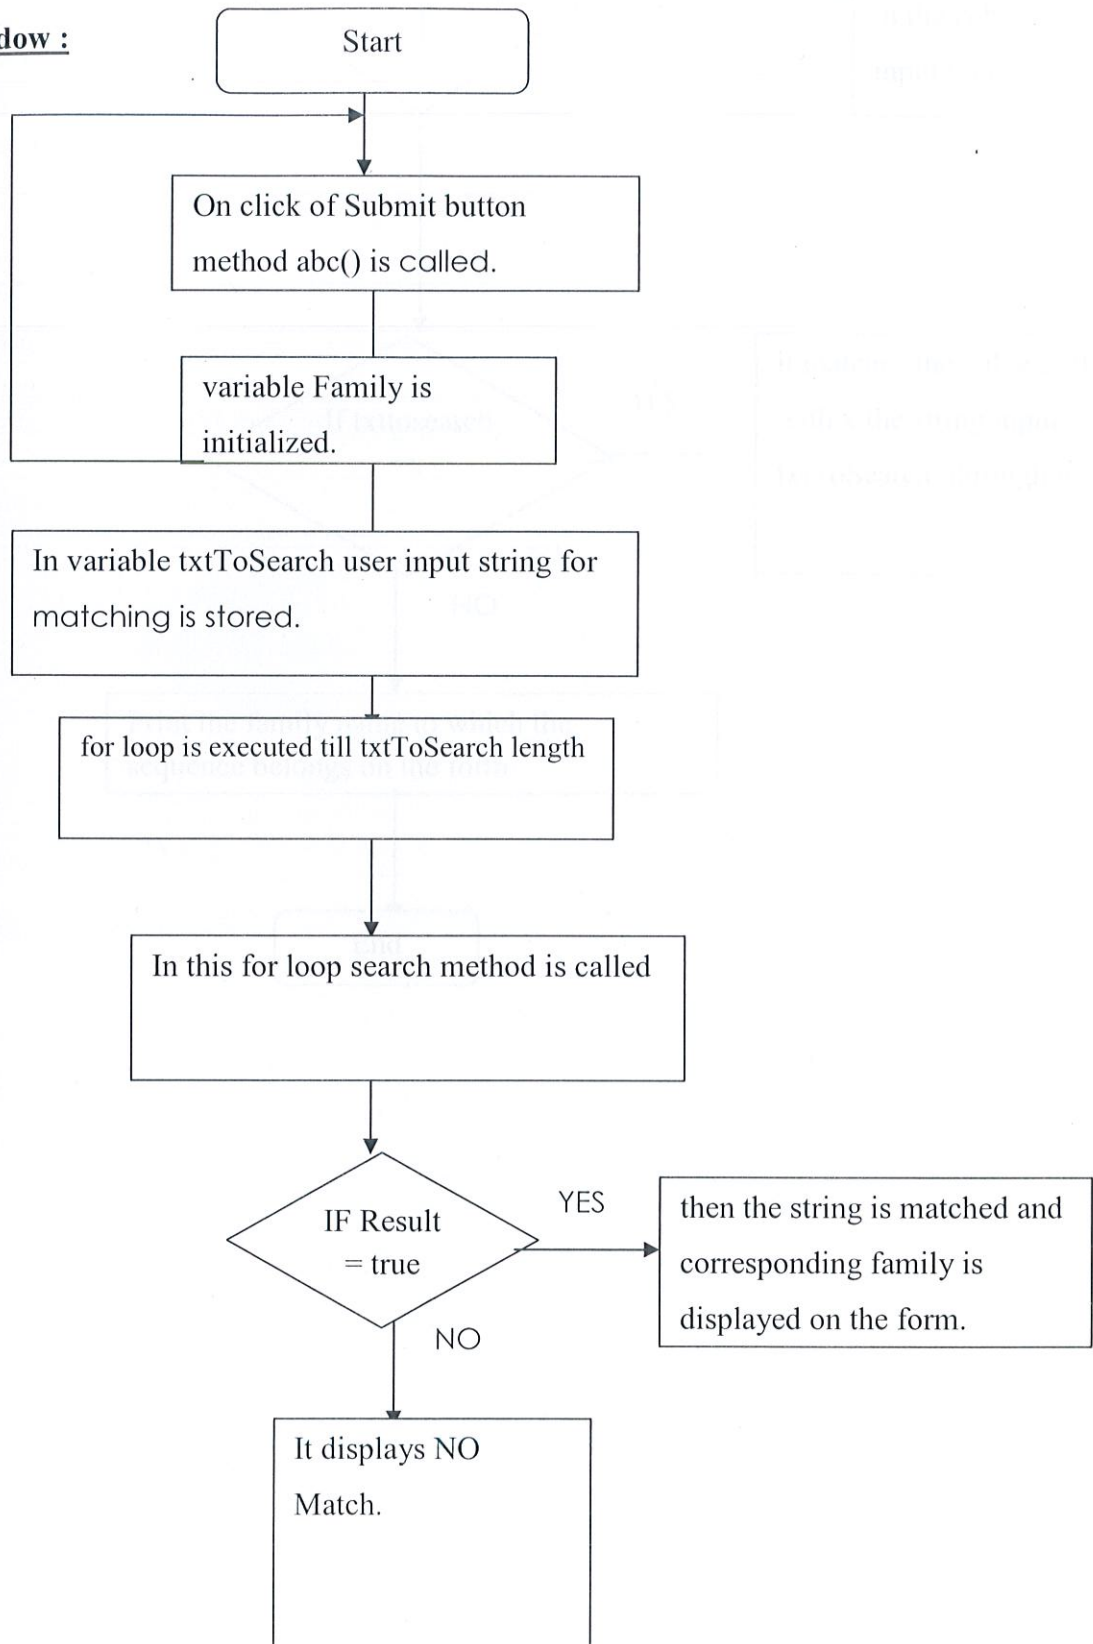 dow :
Start
On click of Submit button
method abc() is called.
variable Family is
initialized.
In variable txtToSearch user input string for
matching is stored.
for loop is executed till txtToSearch length
In this for loop search method is called
IF Result
= true
YES
then the string is matched and
corresponding family is
displayed on the form.
NO
It displays NO
Match.